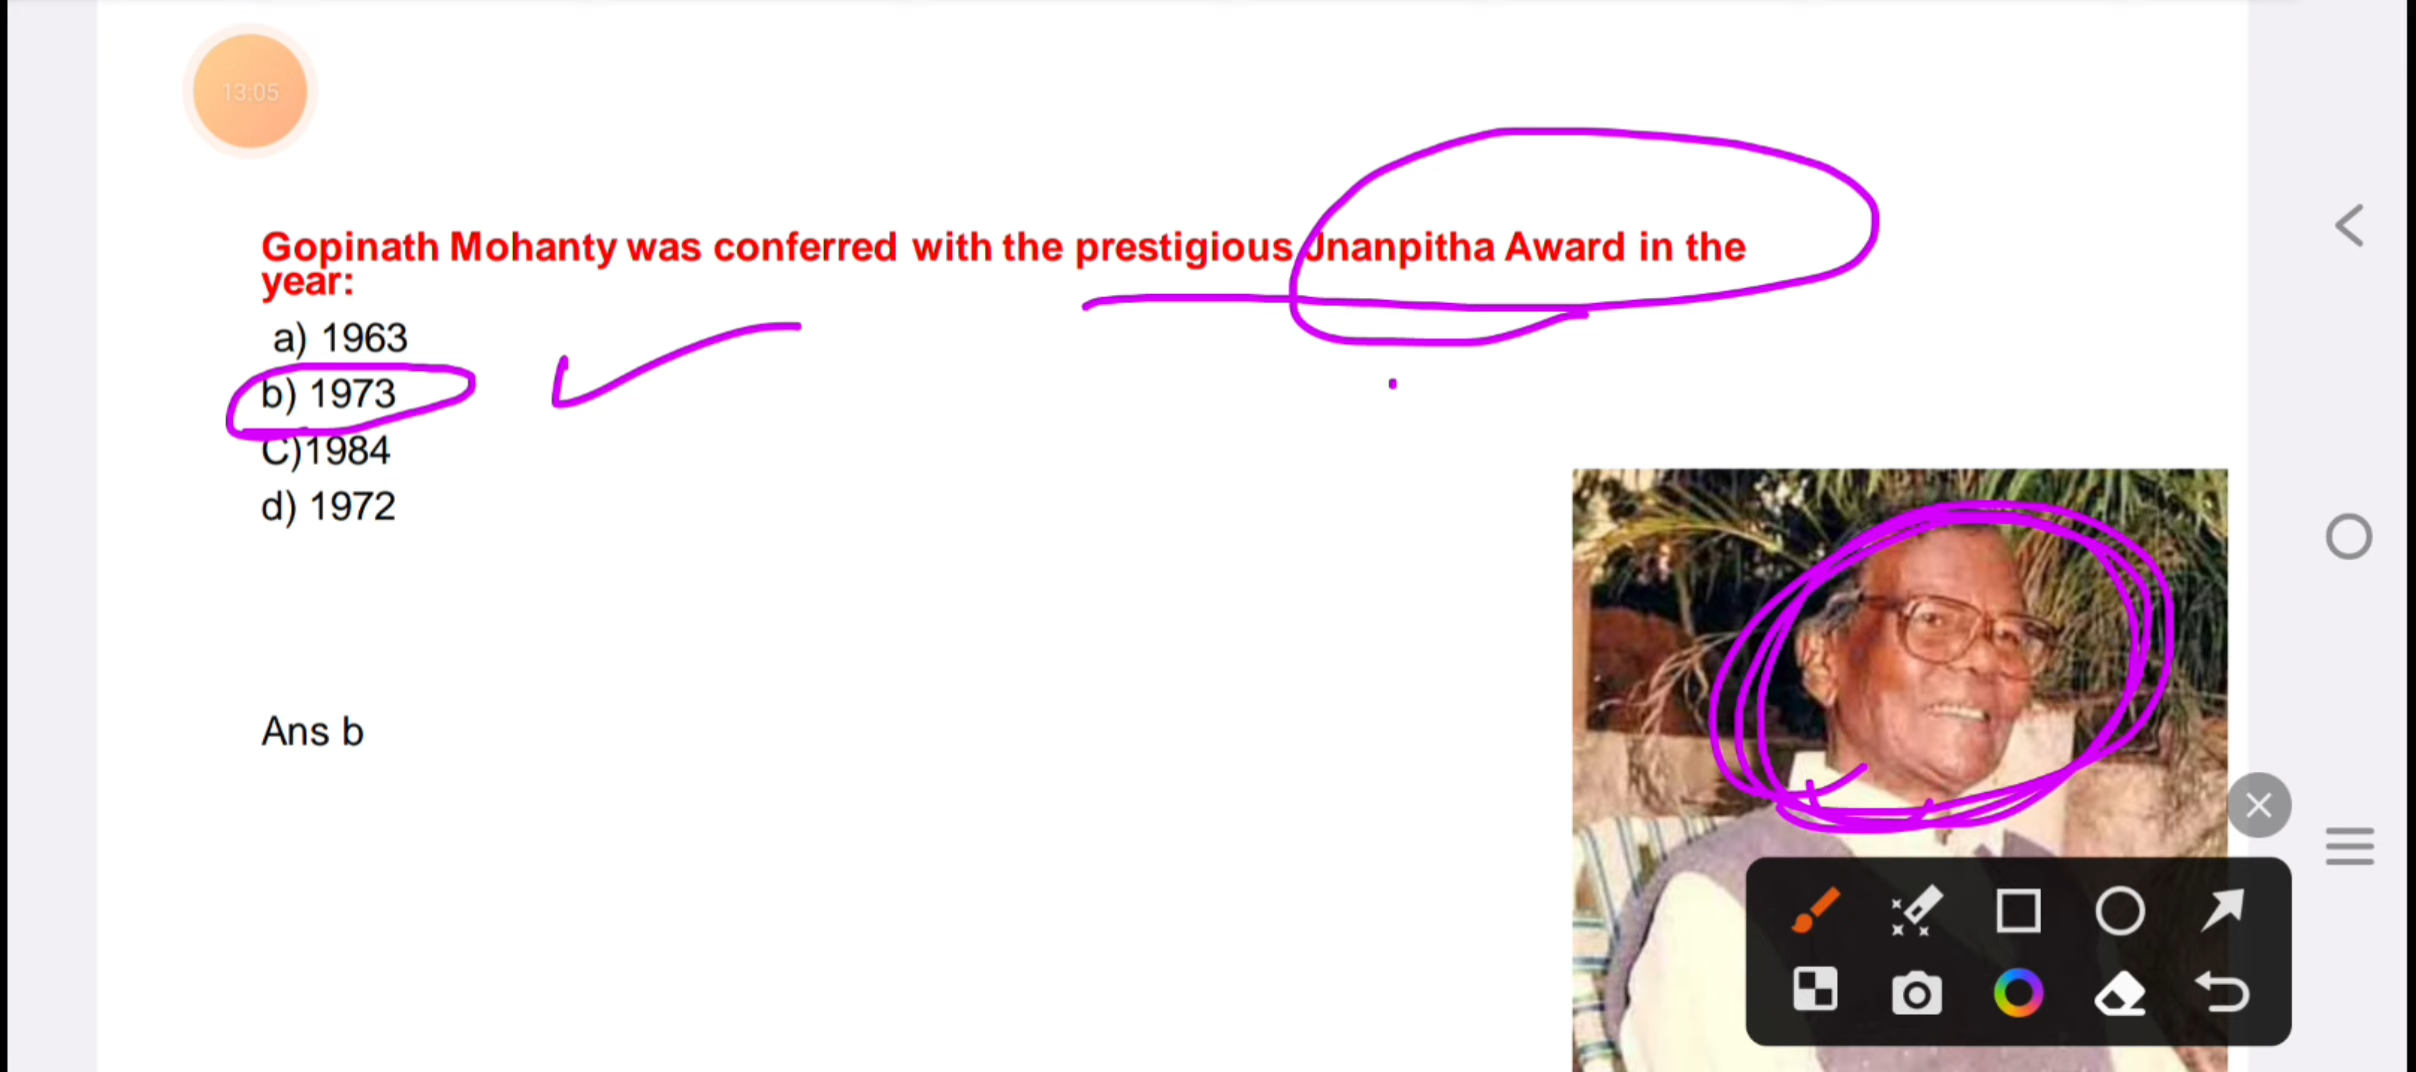 13:05
Gopinath Mohanty was conferred with the prestigious Jnanpitha Award in the
year:
a) 1963
b) 1973
C)1984
d) 1972
Ans b